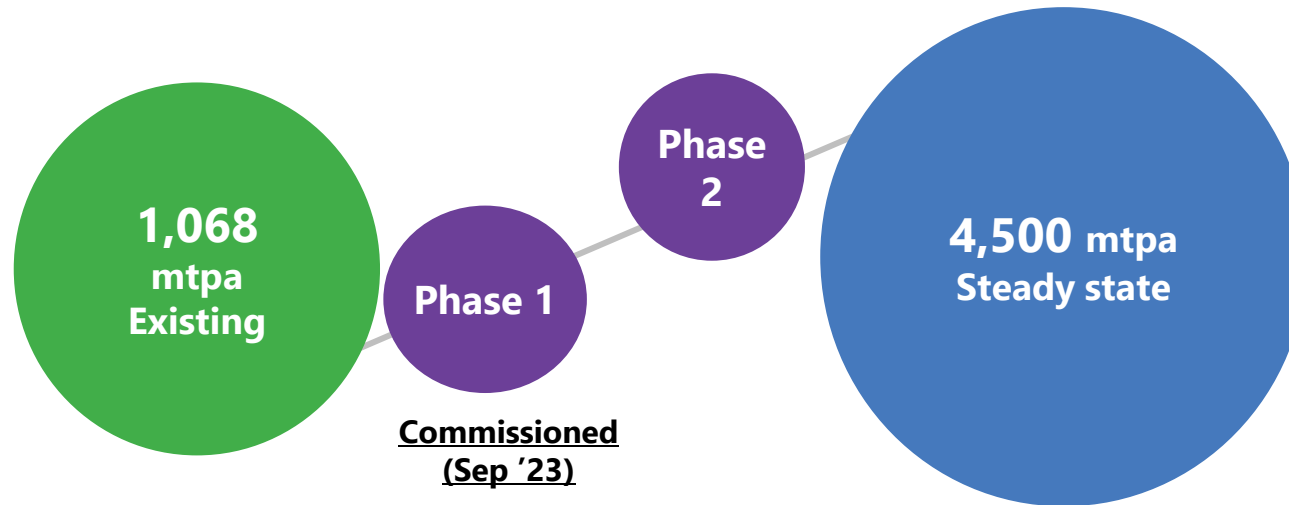 1,068
mtpa
Existing
Phase 1
Commissioned
(Sep ’23)
Phase
2
4,500 mtpa
Steady state